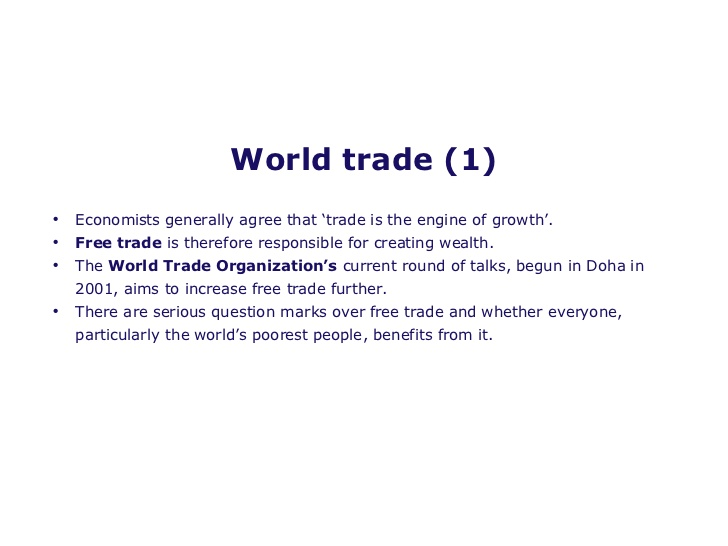 World trade (1)
• Economists generally agree that ‘trade is the engine of growth’.
• Free trade is therefore responsible for creating wealth.
• The World Trade Organization’s current round of talks, begun in Doha in
2001, aims to increase free trade further.
• There are serious question marks over free trade and whether everyone,
particularly the world’s poorest people, benefits from it.